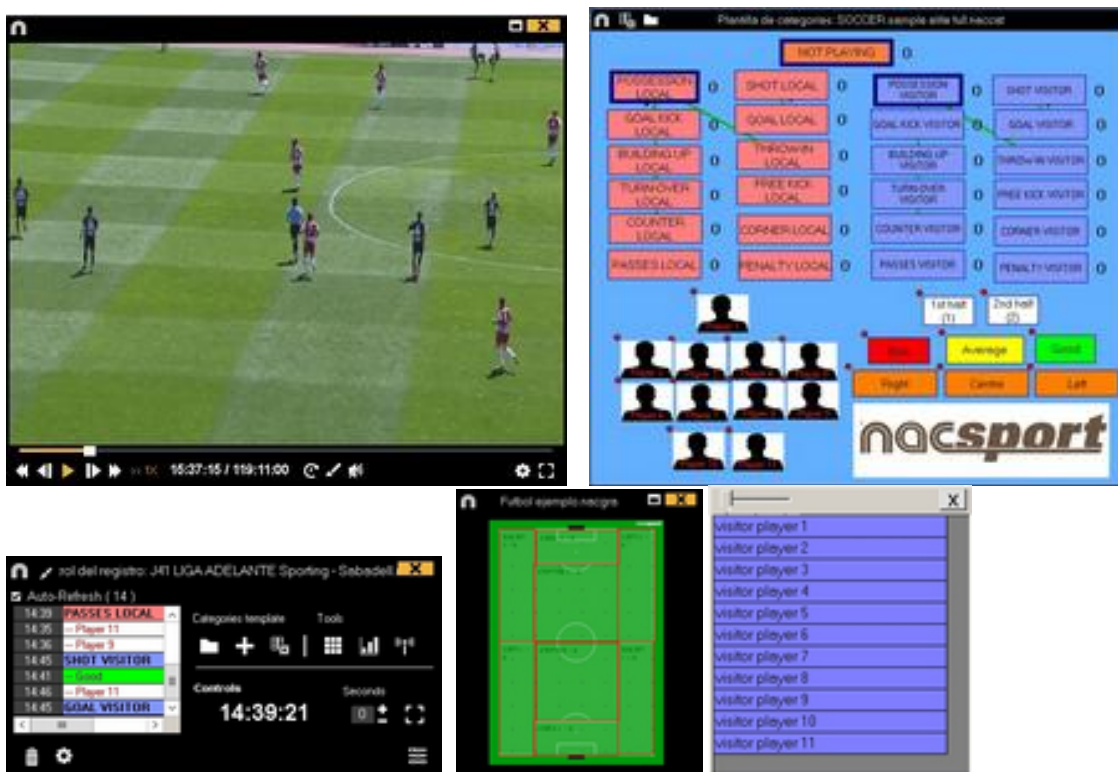 15:37:15 / 119:11:00
Plantilla de categories: SOCCER sample elite full.naccat
NOT PLAYING 0
POSSESSION LOCAL 0
SHOT LOCAL 0
POSSESSION VISITOR 0
SHOT VISITOR 0
GOAL KICK LOCAL 0
GOAL LOCAL 0
GOAL KICK VISITOR 0
GOAL VISITOR 0
BUILDING UP LOCAL 0
THROW-IN LOCAL 0
BUILDING UP VISITOR 0
THROW-IN VISITOR 0
TURN-OVER LOCAL 0
FREE KICK LOCAL 0
TURN-OVER VISITOR 0
FREE KICK VISITOR 0
COUNTER LOCAL 0
CORNER LOCAL 0
COUNTER VISITOR 0
CORNER VISITOR 0
PASSES LOCAL 0
PENALTY LOCAL 0
PASSES VISITOR 0
PENALTY VISITOR 0
1st half (1)
2nd half (2)
Average
Good
Right
Centre
Left
nacsport
rol del registro: J41 LIGA ADELANTE Sporting - Sabadell
Auto-Refresh ( 14 )
14:39 PASSES LOCAL
14:35 -- Player 11
14:36 -- Player 9
14:45 SHOT VISITOR
14:41 -- Good
14:46 -- Player 11
14:45 GOAL VISITOR
Categories template
Tools
Controls
Seconds
14:39:21
0
Futbol ejemplo.nacgra
X
visitor player 1
visitor player 2
visitor player 3
visitor player 4
visitor player 5
visitor player 6
visitor player 7
visitor player 8
visitor player 9
visitor player 10
visitor player 11